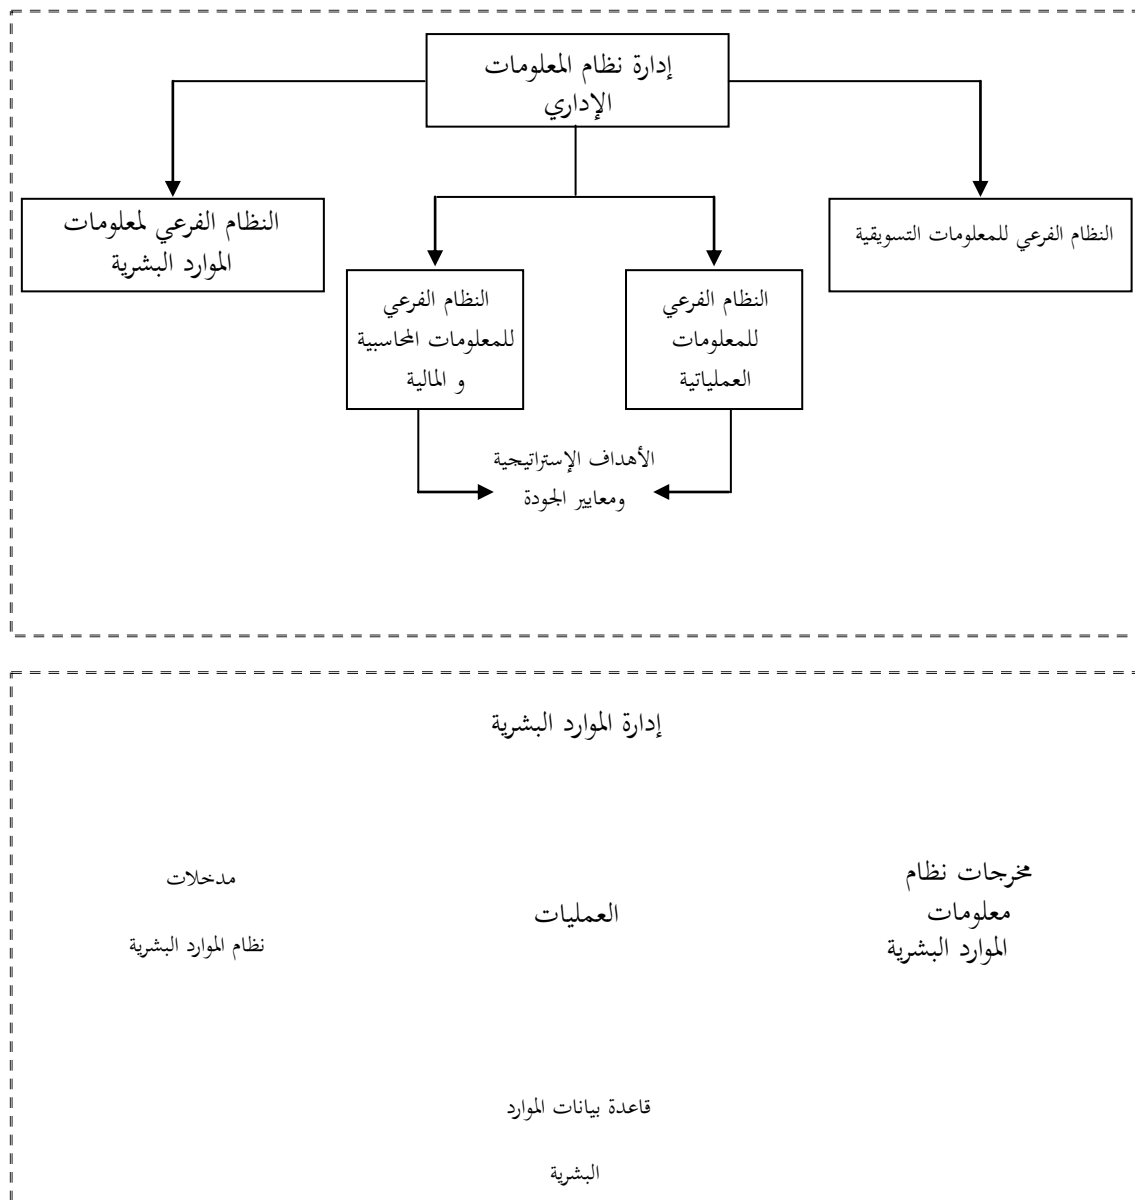 إدارة نظام المعلومات
الإداري
النظام الفرعي للمعلومات التسويقية
النظام الفرعي لمعلومات
الموارد البشرية
النظام الفرعي
للمعلومات
العملياتية
النظام الفرعي
للمعلومات المحاسبية
و المالية
الأهداف الإستراتيجية
ومعايير الجودة
إدارة الموارد البشرية
مخرجات نظام
معلومات
الموارد البشرية
العمليات
مدخلات
نظام الموارد البشرية
قاعدة بيانات الموارد
البشرية